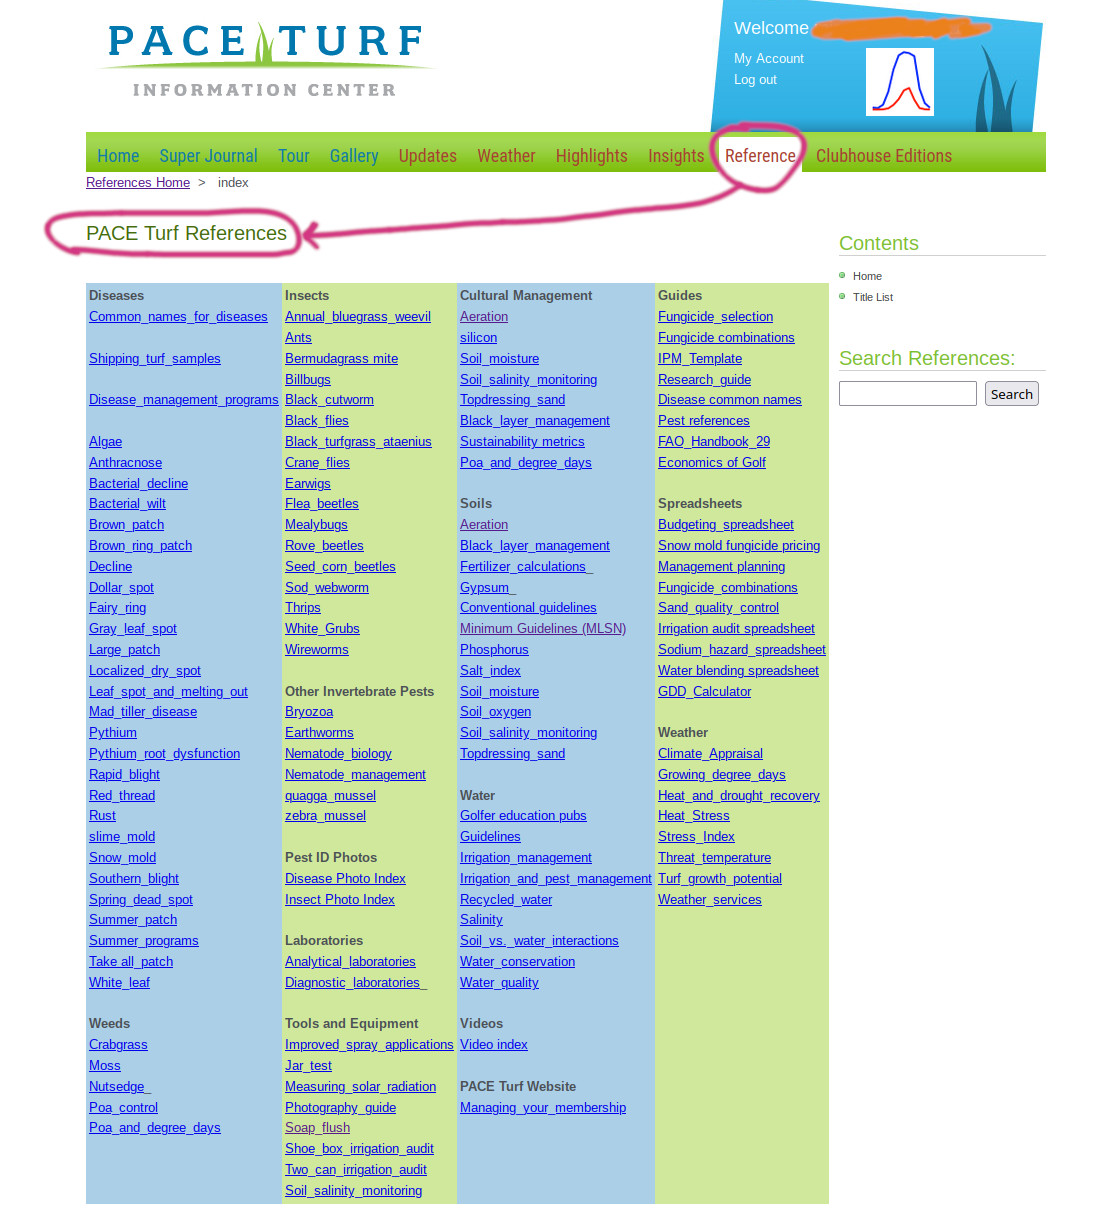 PACE TURF
INFORMATION CENTER
Welcome
My Account
Log out
Home Super Journal Tour Gallery Updates Weather Highlights Insights Reference Clubhouse Editions
References Home > index
PACE Turf References
Diseases
Common_names_for_diseases
Shipping_turf_samples
Disease_management_programs
Algae
Anthracnose
Bacterial_decline
Bacterial_wilt
Brown_patch
Brown_ring_patch
Decline
Dollar_spot
Fairy_ring
Gray_leaf_spot
Large_patch
Localized_dry_spot
Leaf_spot_and_melting_out
Mad_tiller_disease
Pythium
Pythium_root_dysfunction
Rapid_blight
Red_thread
Rust
slime_mold
Snow_mold
Southern_blight
Spring_dead_spot
Summer_patch
Summer_programs
Take all_patch
White_leaf
Weeds
Crabgrass
Moss
Nutsedge_
Poa_control
Poa_and_degree_days
Insects
Annual_bluegrass_weevil
Ants
Bermudagrass mite
Billbugs
Black_cutworm
Black_flies
Black_turfgrass_ataenius
Crane_flies
Earwigs
Flea_beetles
Mealybugs
Rove_beetles
Seed_corn_beetles
Sod_webworm
Thrips
White_Grubs
Wireworms
Other Invertebrate Pests
Bryozoa
Earthworms
Nematode_biology
Nematode_management
quagga_mussel
zebra_mussel
Pest ID Photos
Disease Photo Index
Insect Photo Index
Laboratories
Analytical_laboratories
Diagnostic_laboratories_
Tools and Equipment
Improved_spray_applications
Jar_test
Measuring_solar_radiation
Photography_guide
Soap_flush
Shoe_box_irrigation_audit
Two_can_irrigation_audit
Soil_salinity_monitoring
Cultural Management
Aeration
silicon
Soil_moisture
Soil_salinity_monitoring
Topdressing_sand
Black_layer_management
Sustainability metrics
Poa_and_degree_days
Soils
Aeration
Black_layer_management
Fertilizer_calculations_
Gypsum_
Conventional guidelines
Minimum Guidelines (MLSN)
Phosphorus
Salt_index
Soil_moisture
Soil_oxygen
Soil_salinity_monitoring
Topdressing_sand
Water
Golfer education pubs
Guidelines
Irrigation_management
Irrigation_and_pest_management
Recycled_water
Salinity
Soil_vs._water_interactions
Water_conservation
Water_quality
Videos
Video index
PACE Turf Website
Managing_your_membership
Guides
Fungicide_selection
Fungicide combinations
IPM_Template
Research_guide
Disease common names
Pest references
FAO_Handbook_29
Economics of Golf
Spreadsheets
Budgeting_spreadsheet
Snow mold fungicide pricing
Management planning
Fungicide_combinations
Sand_quality_control
Irrigation audit spreadsheet
Sodium_hazard_spreadsheet
Water blending spreadsheet
GDD_Calculator
Weather
Climate_Appraisal
Growing_degree_days
Heat_and_drought_recovery
Heat_Stress
Stress_Index
Threat_temperature
Turf_growth_potential
Weather_services
Contents
Home
Title List
Search References:
Search